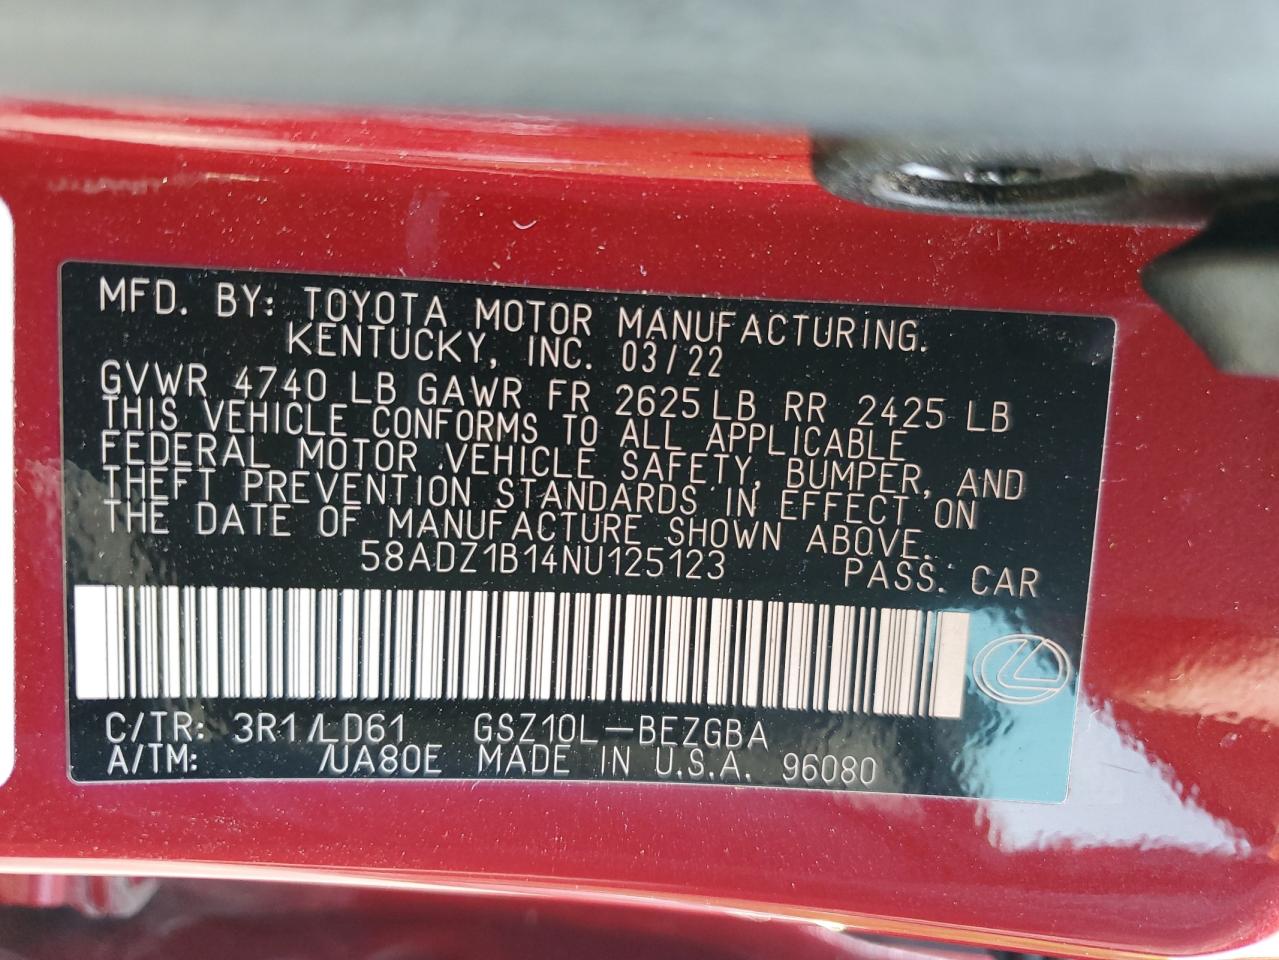 MFD. BY: TOYOTA MOTOR MANUFACTURING.
KENTUCKY, INC. 03/22
GVWR 4740 LB GAWR FR 2625 LB RR 2425 LB
THIS VEHICLE CONFORMS TO ALL APPLICABLE
FEDERAL MOTOR VEHICLE SAFETY, BUMPER, AND
THEFT PREVENTION STANDARDS IN EFFECT ON
THE DATE OF MANUFACTURE SHOWN ABOVE.
58ADZ1B14NU125123 PASS. CAR
C/TR: 3R1/LD61 GSZ10L-BEZGBA
A/TM: /UA80E MADE IN U.S.A. 96080